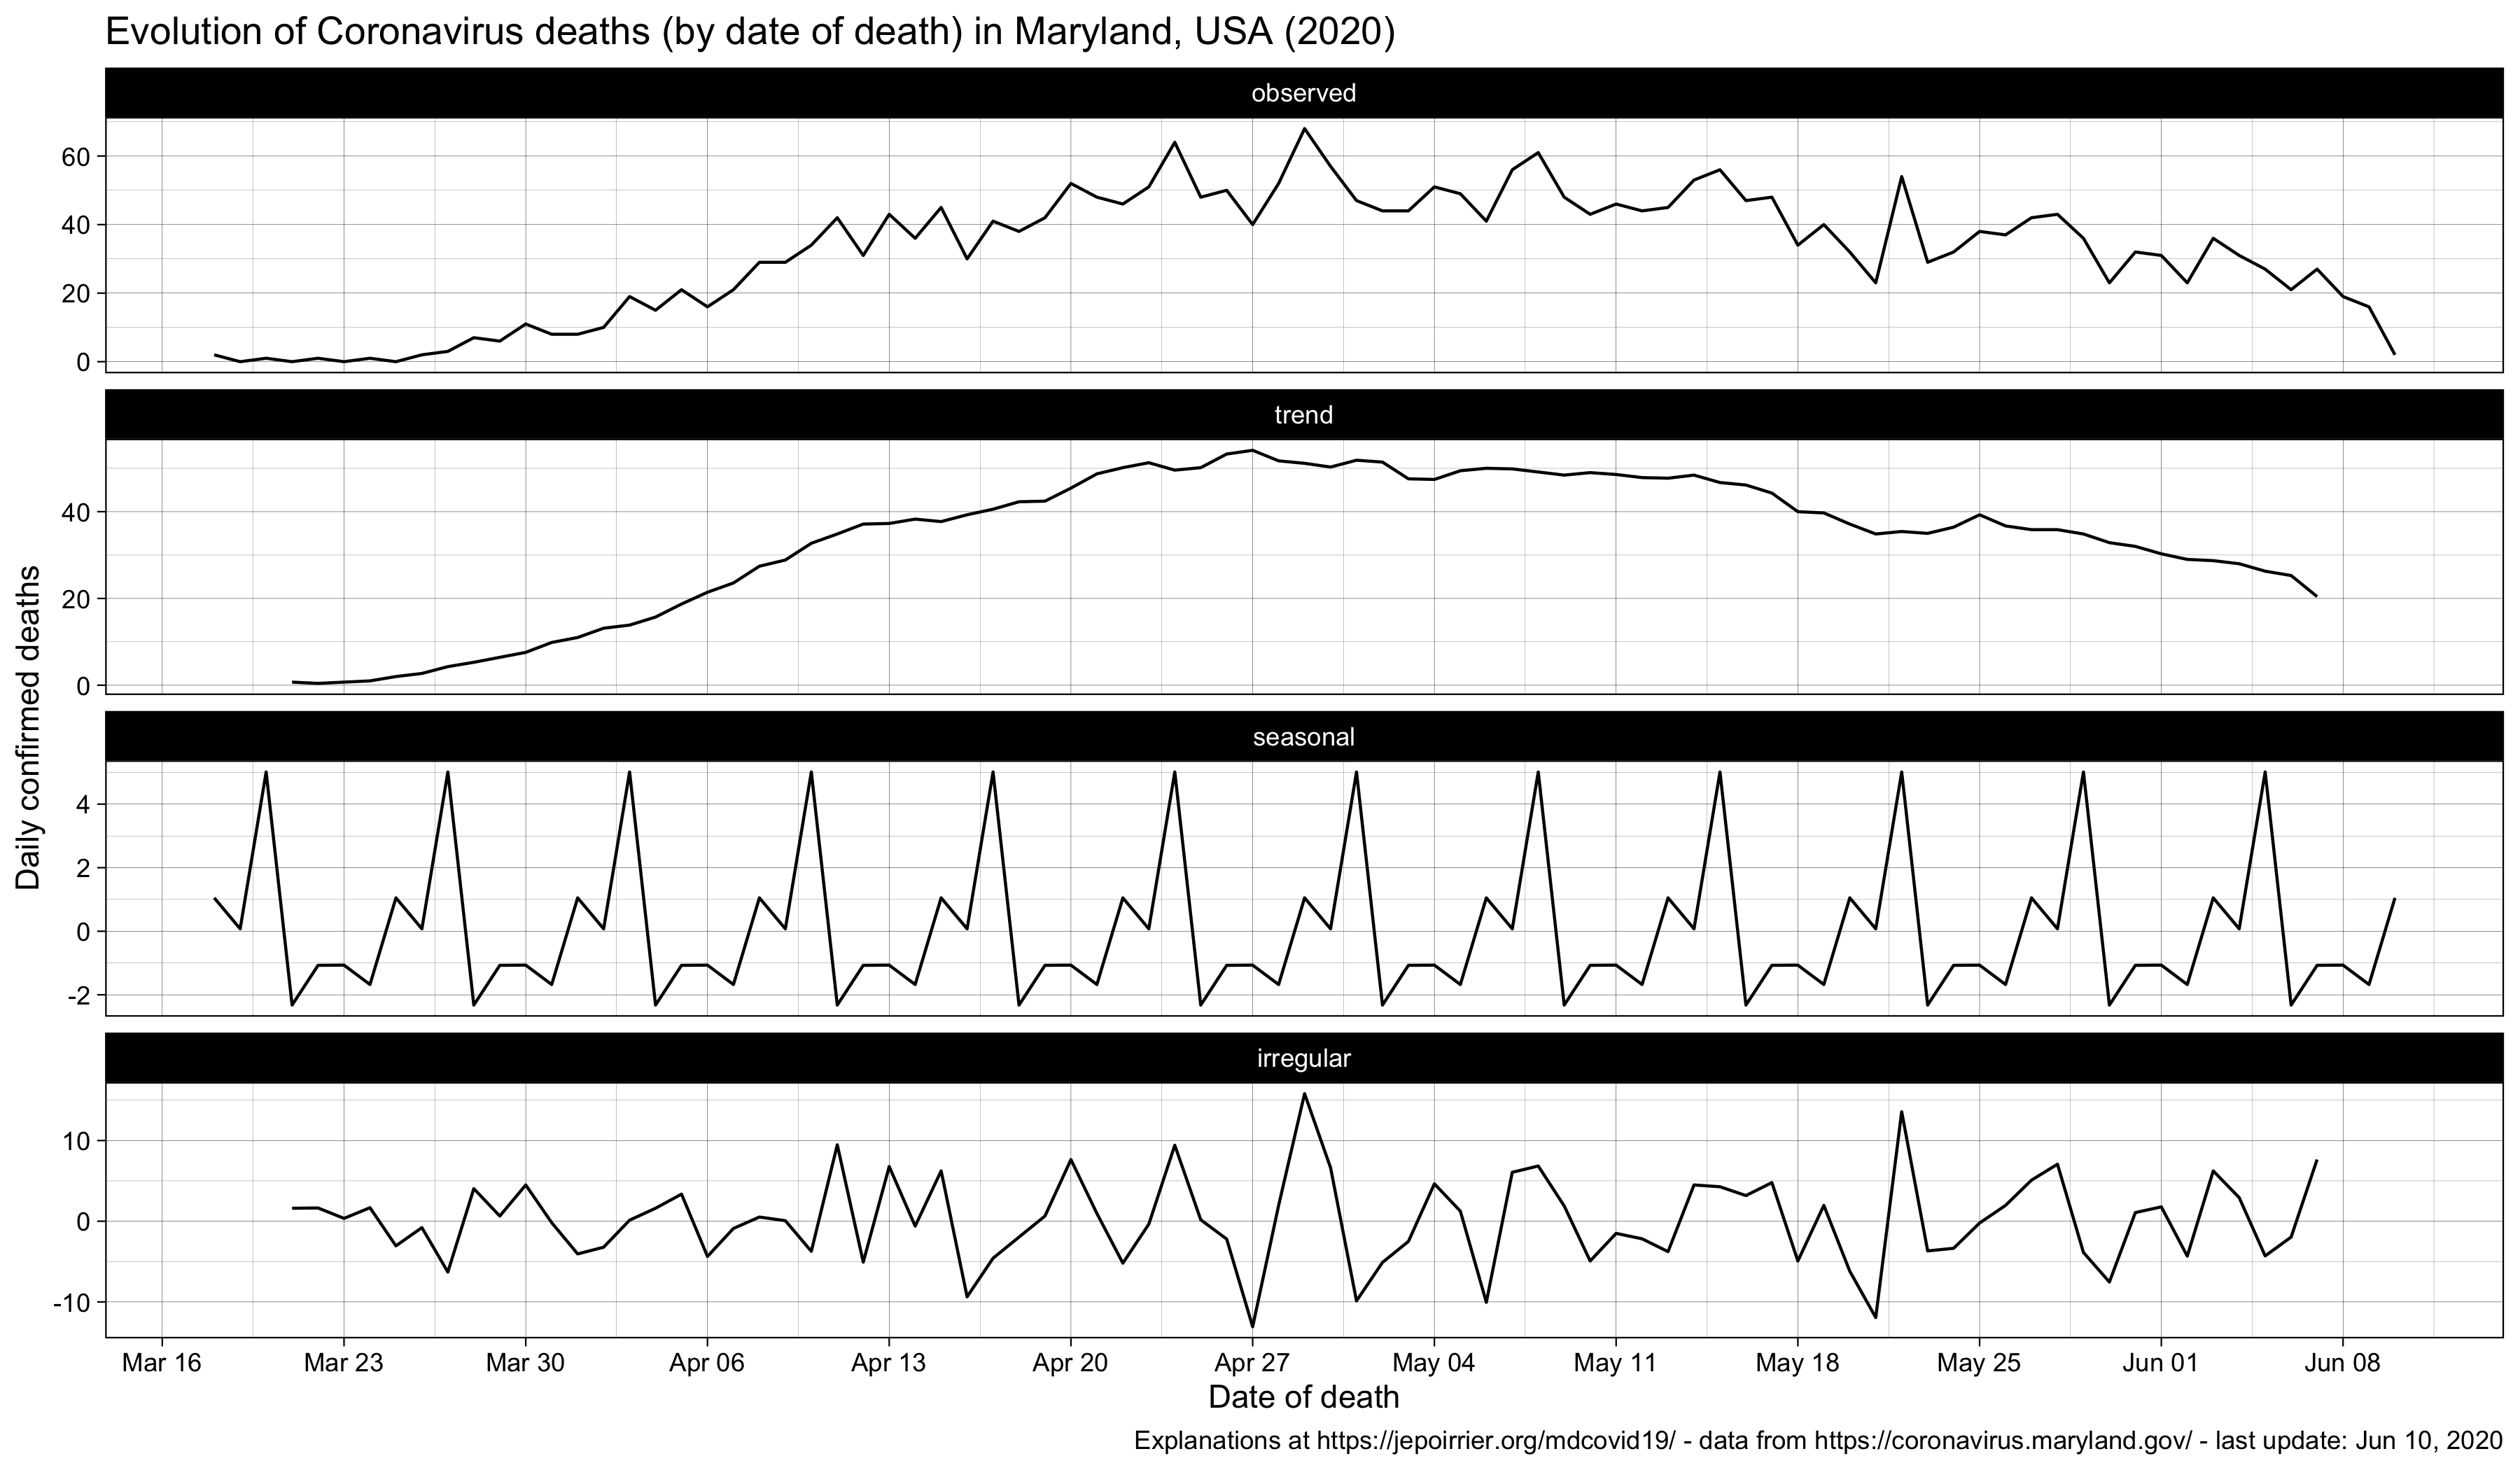 Evolution of Coronavirus deaths (by date of death) in Maryland, USA (2020)
Daily confirmed deaths
observed
60
40
20
0
trend
40
20
0
seasonal
4
2
0
-2
irregular
10
0
-10
Mar 16 Mar 23 Mar 30 Apr 06 Apr 13 Apr 20 Apr 27 May 04 May 11 May 18 May 25 Jun 01 Jun 08
Date of death
Explanations at https://jepoirrier.org/mdcovid19/ - data from https://coronavirus.maryland.gov/ - last update: Jun 10, 2020